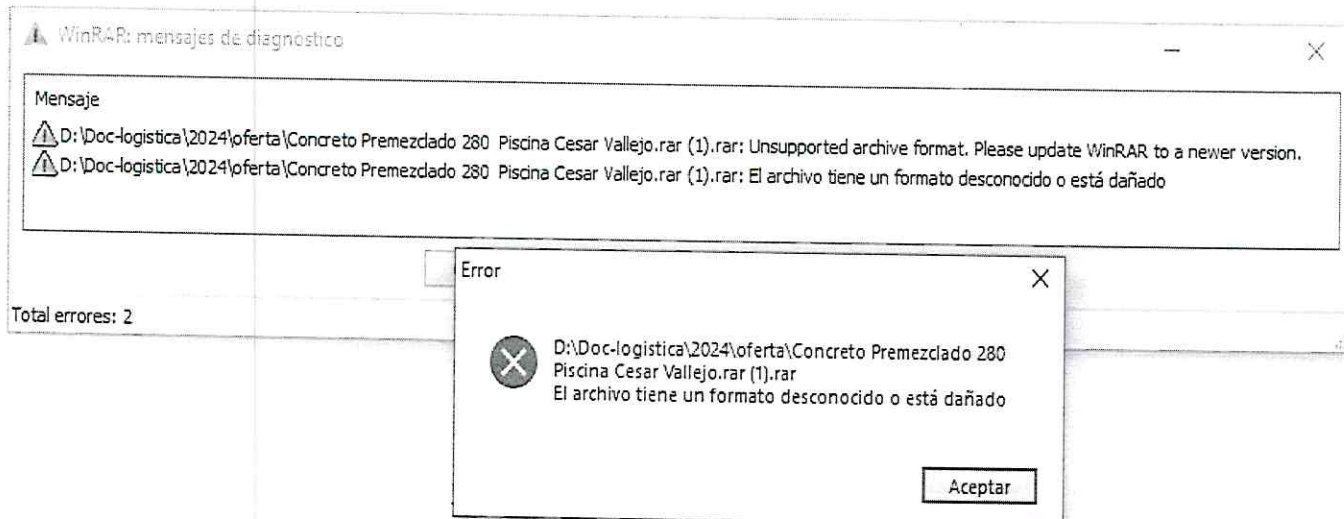 WinRAR: mensajes de diagnóstico
Mensaje
D:\Doc-logistica\2024\oferta\Concreto Premezclado 280 Piscina Cesar Vallejo.rar (1).rar: Unsupported archive format. Please update WinRAR to a newer version.
D:\Doc-logistica\2024\oferta\Concreto Premezclado 280 Piscina Cesar Vallejo.rar (1).rar: El archivo tiene un formato desconocido o está dañado
Error
Total errores: 2
D:\Doc-logistica\2024\oferta\Concreto Premezclado 280
Piscina Cesar Vallejo.rar (1).rar
El archivo tiene un formato desconocido o está dañado
Aceptar